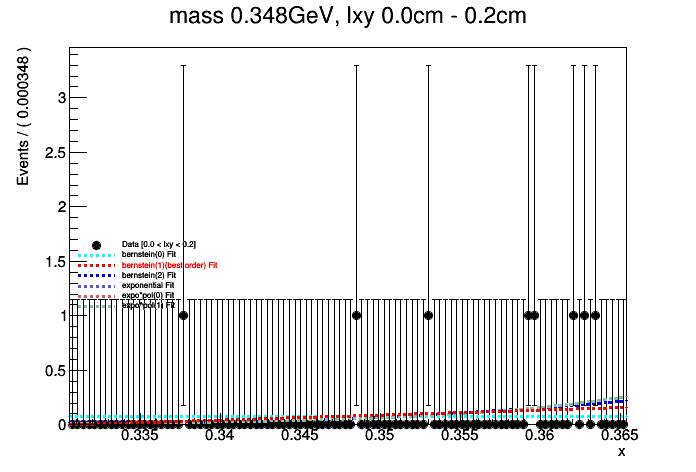 mass 0.348GeV, lxy 0.0cm - 0.2cm
Events / ( 0.000348 )
3
2.5
2
1.5
1
0.5
0
Data [0.0 < lxy < 0.2]
bernstein(0) Fit
bernstein(1)(best order) Fit
bernstein(2) Fit
exponential Fit
expo*pol(0) Fit
expo*pol(1) Fit
0.335 0.34 0.345 0.35 0.355 0.36 0.365
x